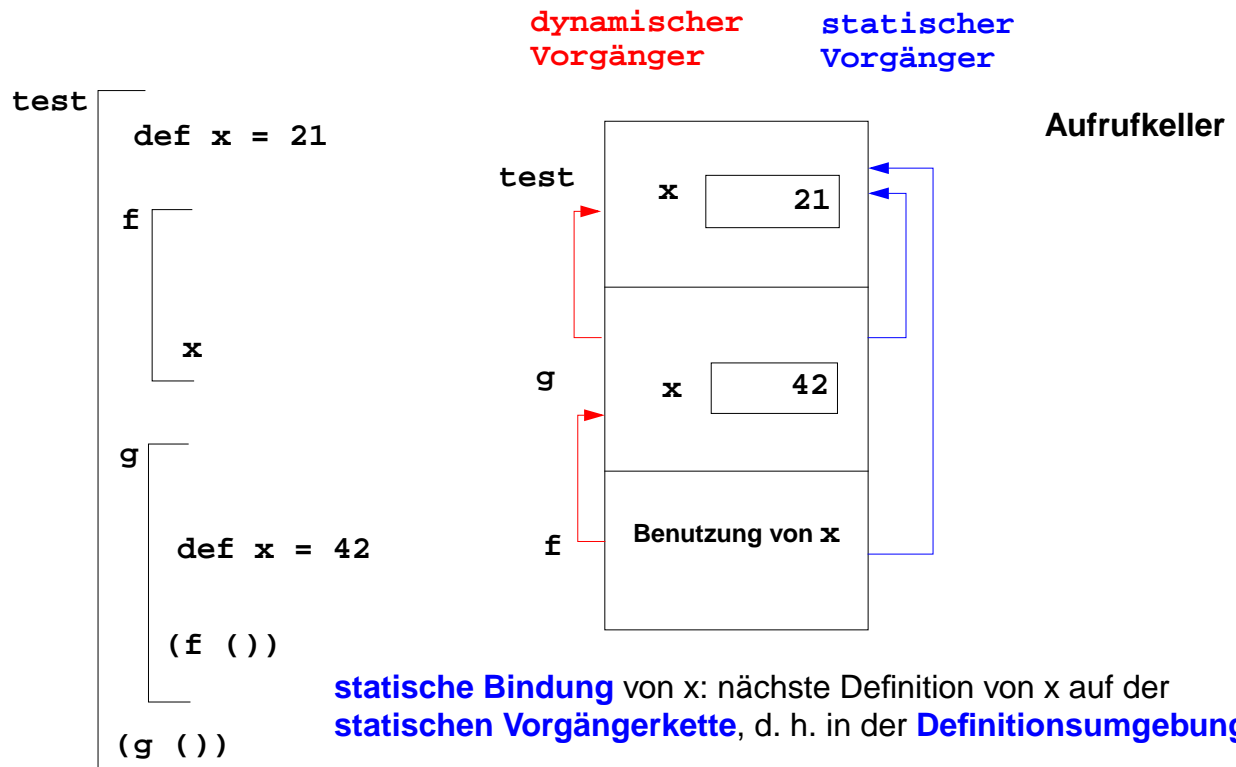 dynamischer
Vorgänger
statischer
Vorgänger
Aufrufkeller
test
def x = 21
f
x
g
def x = 42
(f ())
(g ())
test
x 21
g
x 42
f
Benutzung von x
statische Bindung von x: nächste Definition von x auf der
statischen Vorgängerkette, d. h. in der Definitionsumgebung